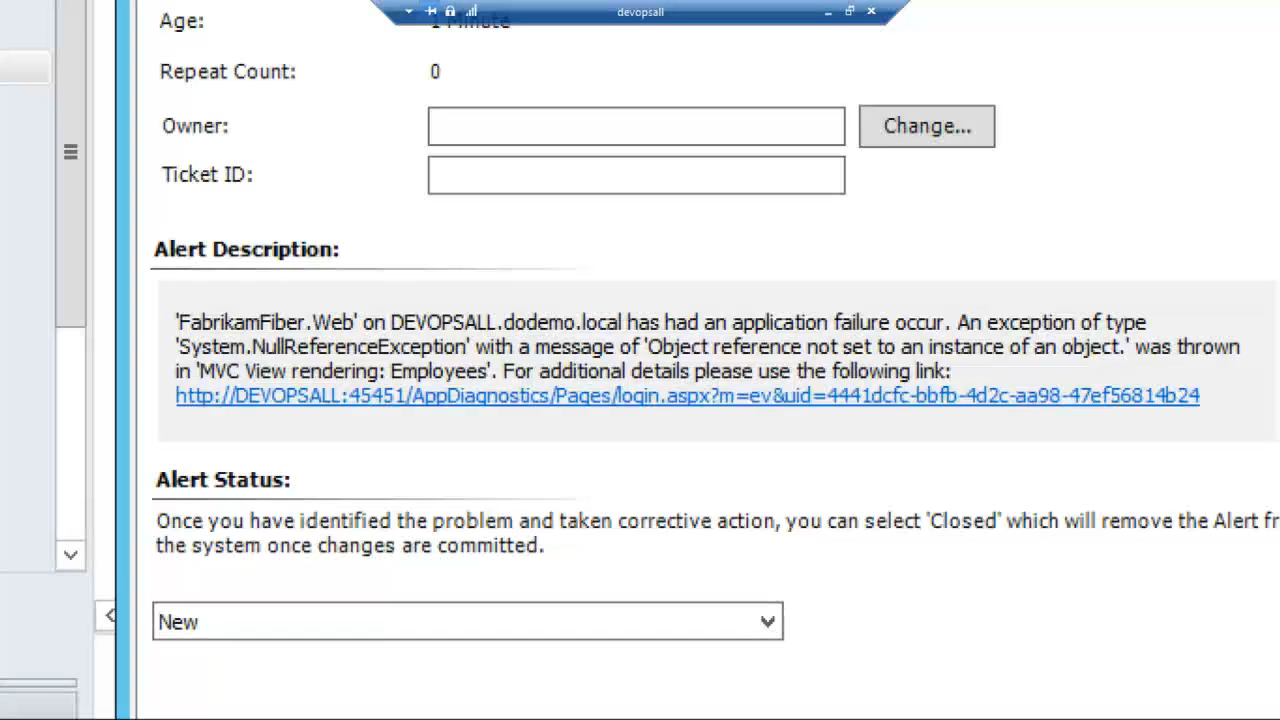 devopsall
Age: 1 Minute
Repeat Count: 0
Owner: Change...
Ticket ID:
Alert Description:
'FabrikamFiber.Web' on DEVOPSALL.dodemo.local has had an application failure occur. An exception of type
'System.NullReferenceException' with a message of 'Object reference not set to an instance of an object.' was thrown
in 'MVC View rendering: Employees'. For additional details please use the following link:
http://DEVOPSALL:45451/AppDiagnostics/Pages/login.aspx?m=ev&uid=4441dcfc-bbfb-4d2c-aa98-47ef56814b24
Alert Status:
Once you have identified the problem and taken corrective action, you can select 'Closed' which will remove the Alert fr
the system once changes are committed.
New